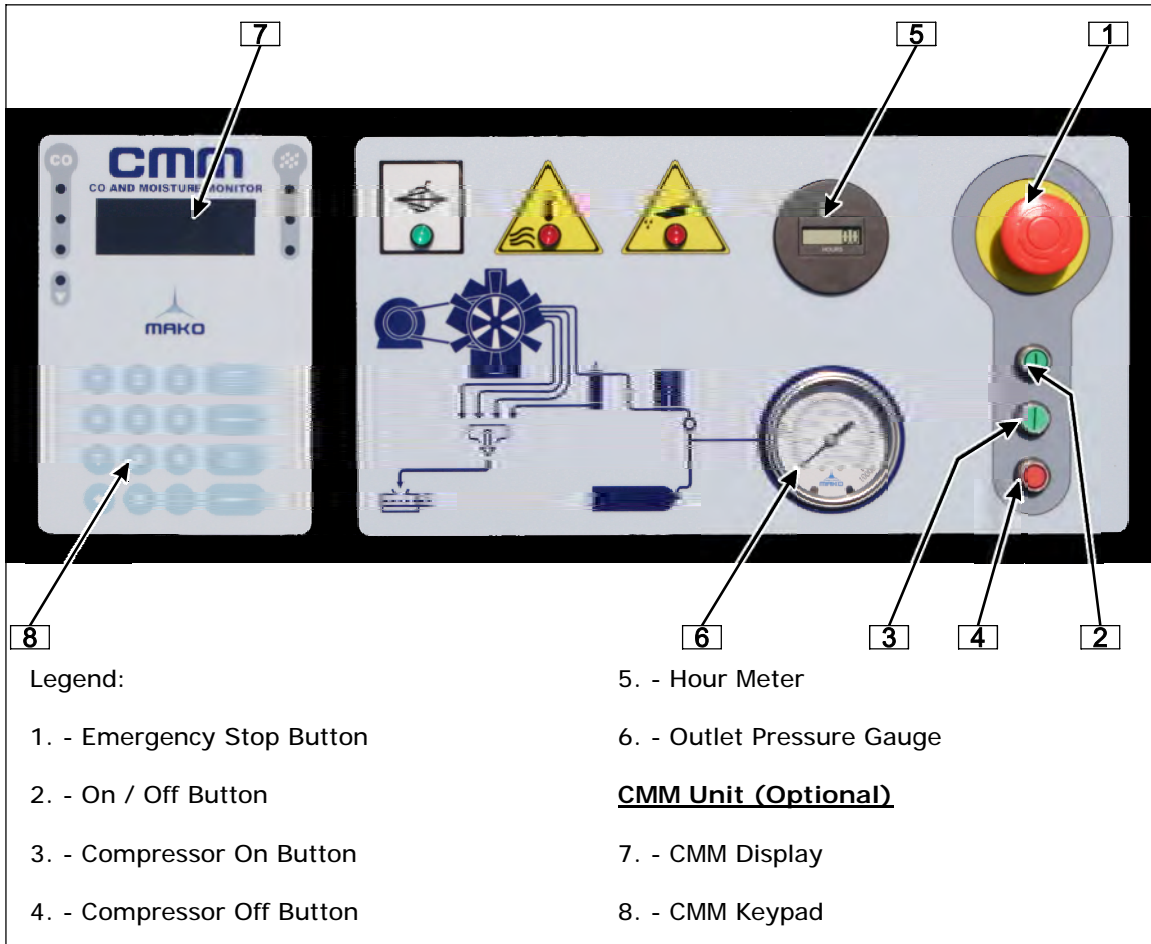 7
5
1
CO
CMM
CO AND MOISTURE MONITOR
MAKO
HOURS
MAKO
8
6
3
4
2
Legend:
1. - Emergency Stop Button
2. - On / Off Button
3. - Compressor On Button
4. - Compressor Off Button
5. - Hour Meter
6. - Outlet Pressure Gauge
CMM Unit (Optional)
7. - CMM Display
8. - CMM Keypad